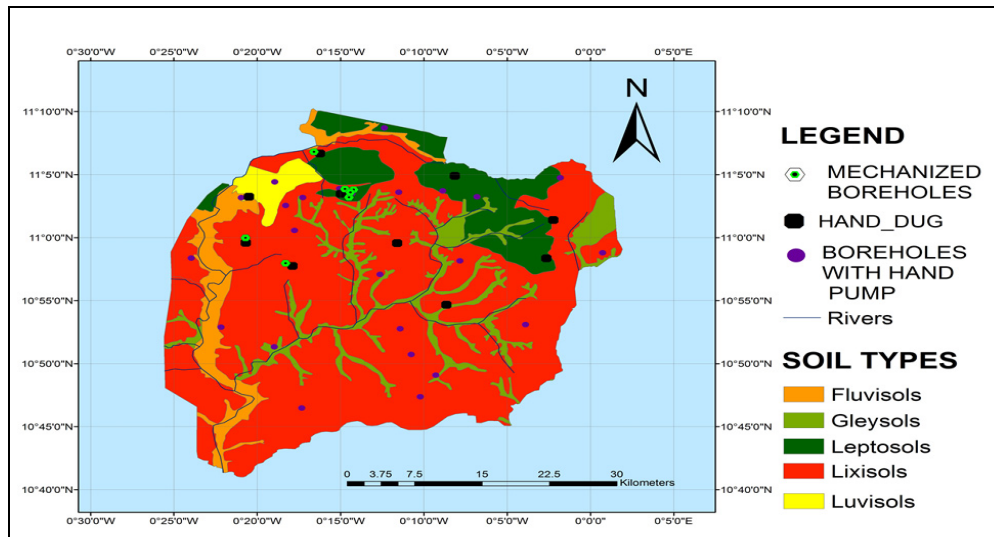 0°30'0"W 0°25'0"W 0°20'0"W 0°15'0"W 0°10'0"W 0°5'0"W 0°0'0"E 0°5'0"E
11°10'0"N 11°10'0"N
11°5'0"N 11°5'0"N
11°0'0"N 11°0'0"N
10°55'0"N 10°55'0"N
10°50'0"N 10°50'0"N
10°45'0"N 10°45'0"N
10°40'0"N 10°40'0"N
N
0 3.75 7.5 15 22.5 30
Kilometers
0°30'0"W 0°25'0"W 0°20'0"W 0°15'0"W 0°10'0"W 0°5'0"W 0°0'0"E 0°5'0"E
LEGEND
MECHANIZED
BOREHOLES
HAND_DUG
BOREHOLES
WITH HAND
PUMP
Rivers
SOIL TYPES
Fluvisols
Gleysols
Leptosols
Lixisols
Luvisols